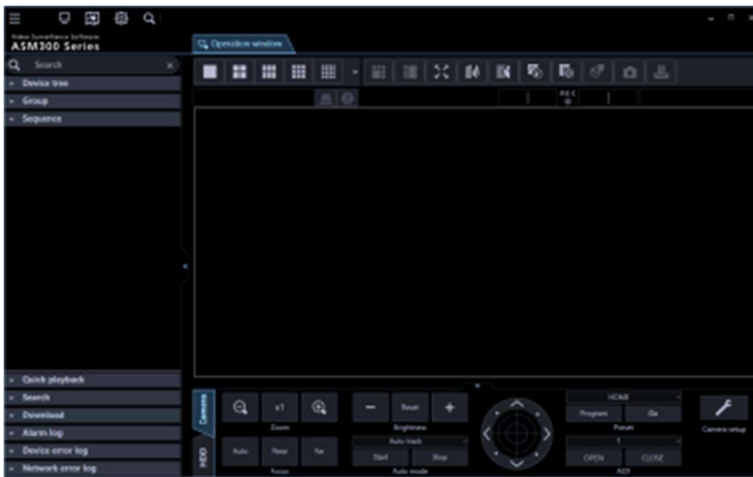 Video Surveillance Software
ASM300 Series
Operation window
Search
Device tree
Group
Sequence
REC
Quick playback
Search
Download
Alarm log
Device error log
Network error log
Camera
HDD
x1
Zoom
Auto
Near
Far
Focus
Reset
Brightness
Auto track
Start
Stop
Auto mode
HOME
Program
Go
Preset
1
OPEN
CLOSE
AUX
Camera setup